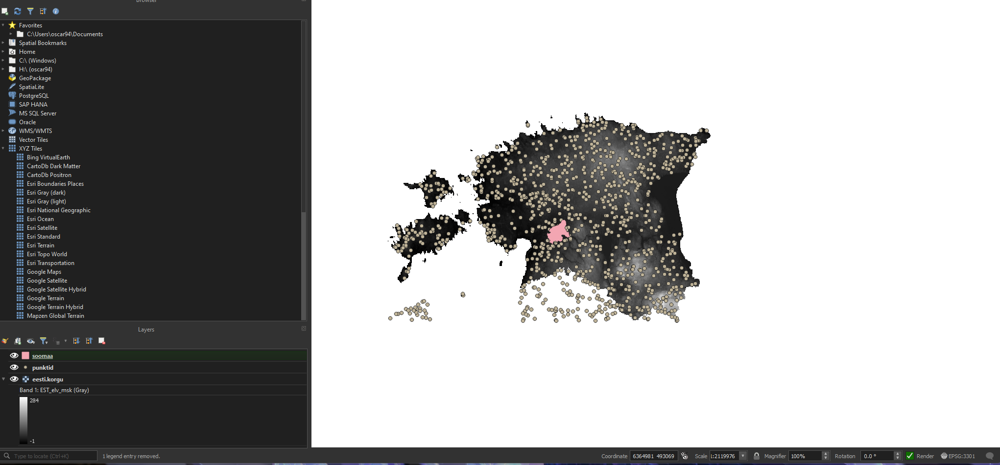 Browser
Favorites
C:\Users\oscar94\Documents
Spatial Bookmarks
Home
C:\ (Windows)
H:\ (oscar94)
GeoPackage
SpatiaLite
PostgreSQL
SAP HANA
MS SQL Server
Oracle
WMS/WMTS
Vector Tiles
XYZ Tiles
Bing VirtualEarth
CartoDb Dark Matter
CartoDb Positron
Esri Boundaries Places
Esri Gray (dark)
Esri Gray (light)
Esri National Geographic
Esri Ocean
Esri Satellite
Esri Standard
Esri Terrain
Esri Topo World
Esri Transportation
Google Maps
Google Satellite
Google Satellite Hybrid
Google Terrain
Google Terrain Hybrid
Mapzen Global Terrain
Layers
soomaa
punktid
eesti.korgu
Band 1: EST_elv_msk (Gray)
284
-1
Type to locate (Ctrl+K) 1 legend entry removed. Coordinate 6364981 493069 Scale 1:2119976 Magnifier 100% Rotation 0.0 ° Render EPSG:3301